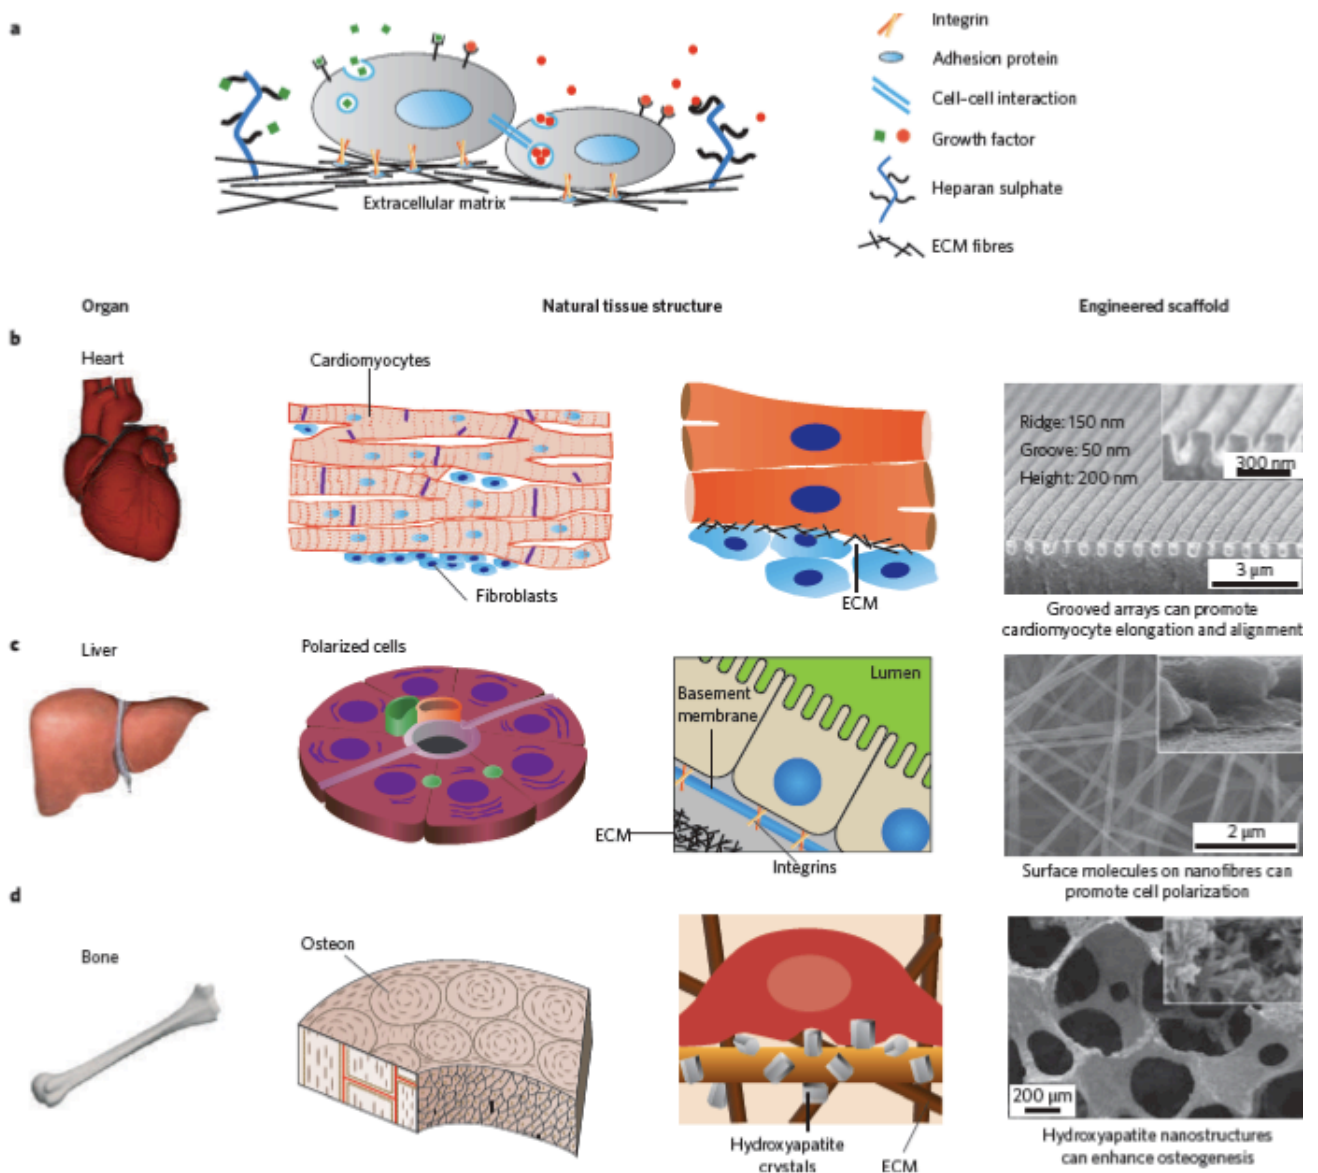 a
Integrin
Adhesion protein
Cell–cell interaction
Growth factor
Heparan sulphate
ECM fibres
Extracellular matrix
Organ
Natural tissue structure
Engineered scaffold
b
Heart
Cardiomyocytes
Fibroblasts
ECM
Ridge: 150 nm
Groove: 50 nm
Height: 200 nm
300 nm
3 µm
Grooved arrays can promote
cardiomyocyte elongation and alignment
c
Liver
Polarized cells
Basement
membrane
Lumen
ECM
Integrins
2 µm
Surface molecules on nanofibres can
promote cell polarization
d
Bone
Osteon
Hydroxyapatite
crystals
ECM
200 µm
Hydroxyapatite nanostructures
can enhance osteogenesis